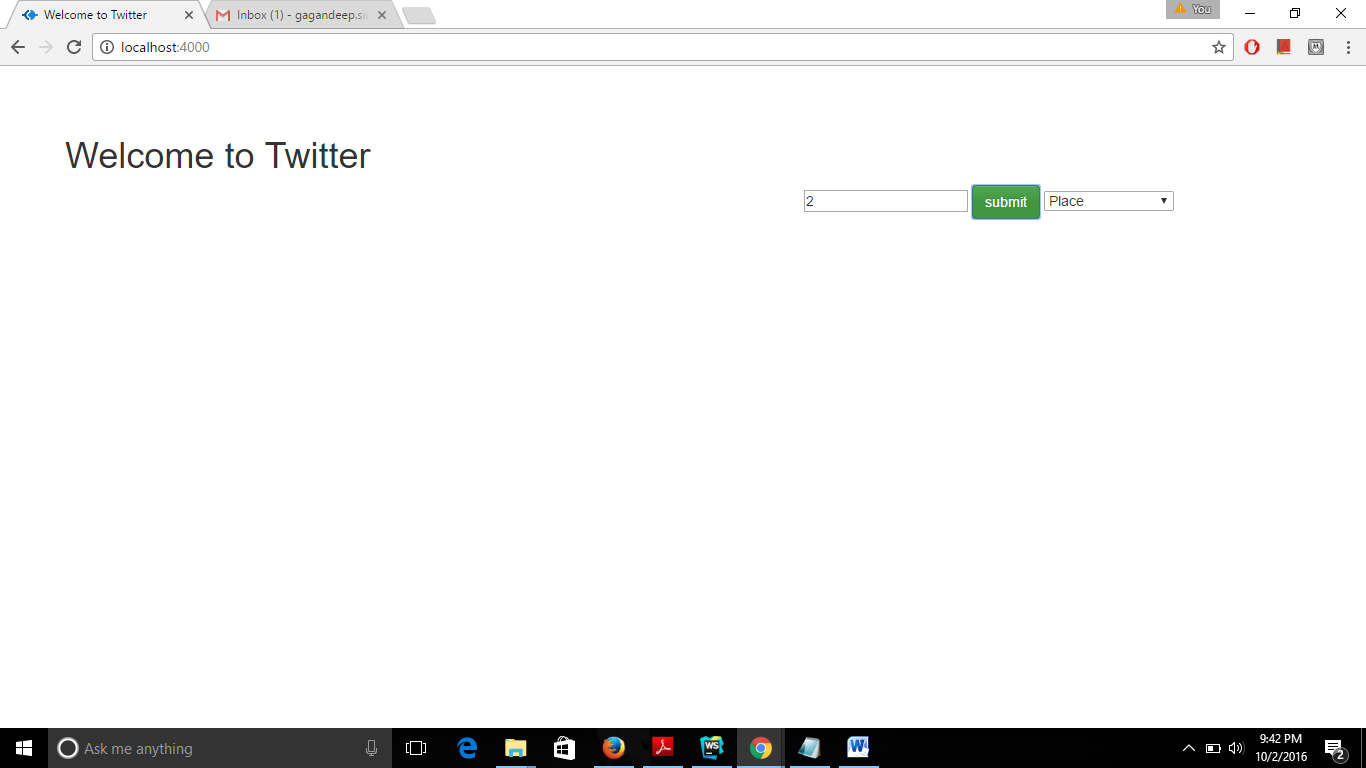 Welcome to Twitter
Inbox (1) - gagandeep.si
You
localhost:4000
Welcome to Twitter
2 submit Place
Ask me anything
WS
W
9:42 PM
10/2/2016
2